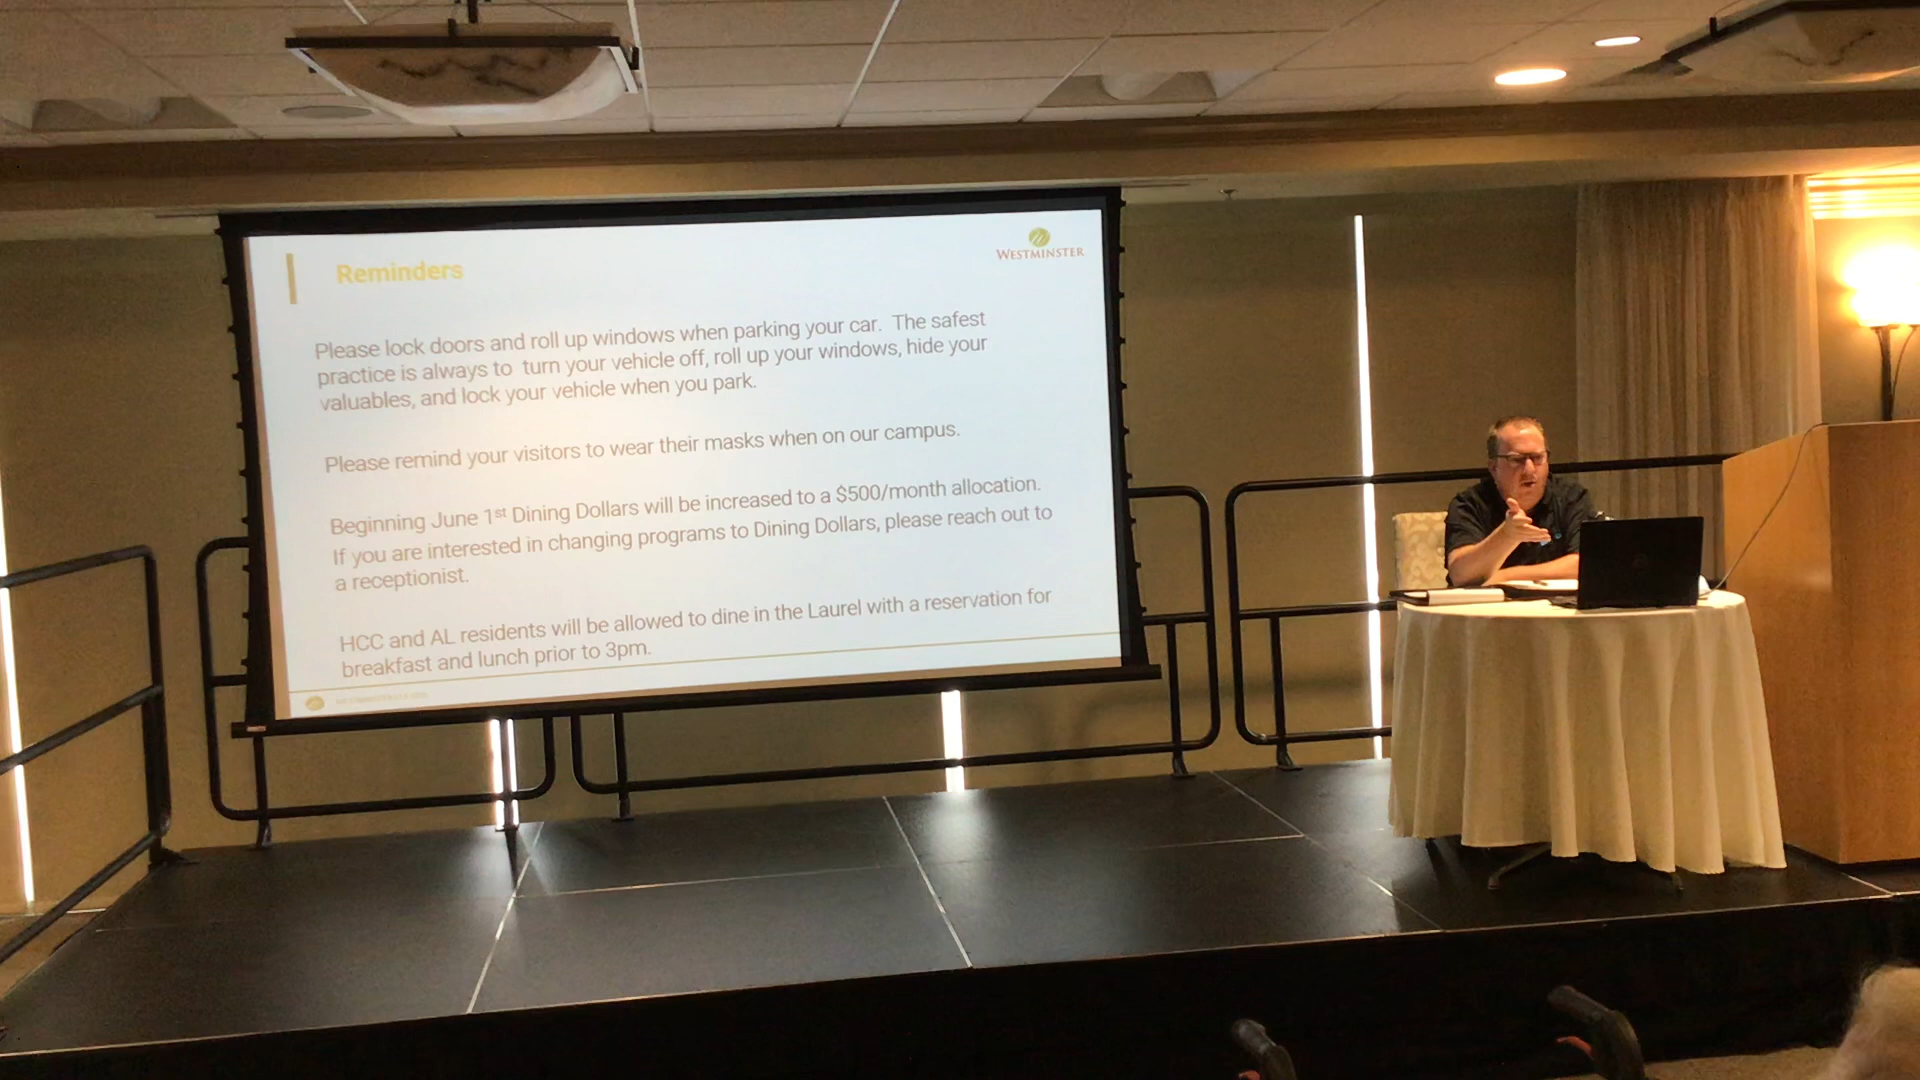 Reminders
WESTMINSTER
Please lock doors and roll up windows when parking your car. The safest
practice is always to turn your vehicle off, roll up your windows, hide your
valuables, and lock your vehicle when you park.
Please remind your visitors to wear their masks when on our campus.
Beginning June 1st Dining Dollars will be increased to a $500/month allocation.
If you are interested in changing programs to Dining Dollars, please reach out to
a receptionist.
HCC and AL residents will be allowed to dine in the Laurel with a reservation for
breakfast and lunch prior to 3pm.